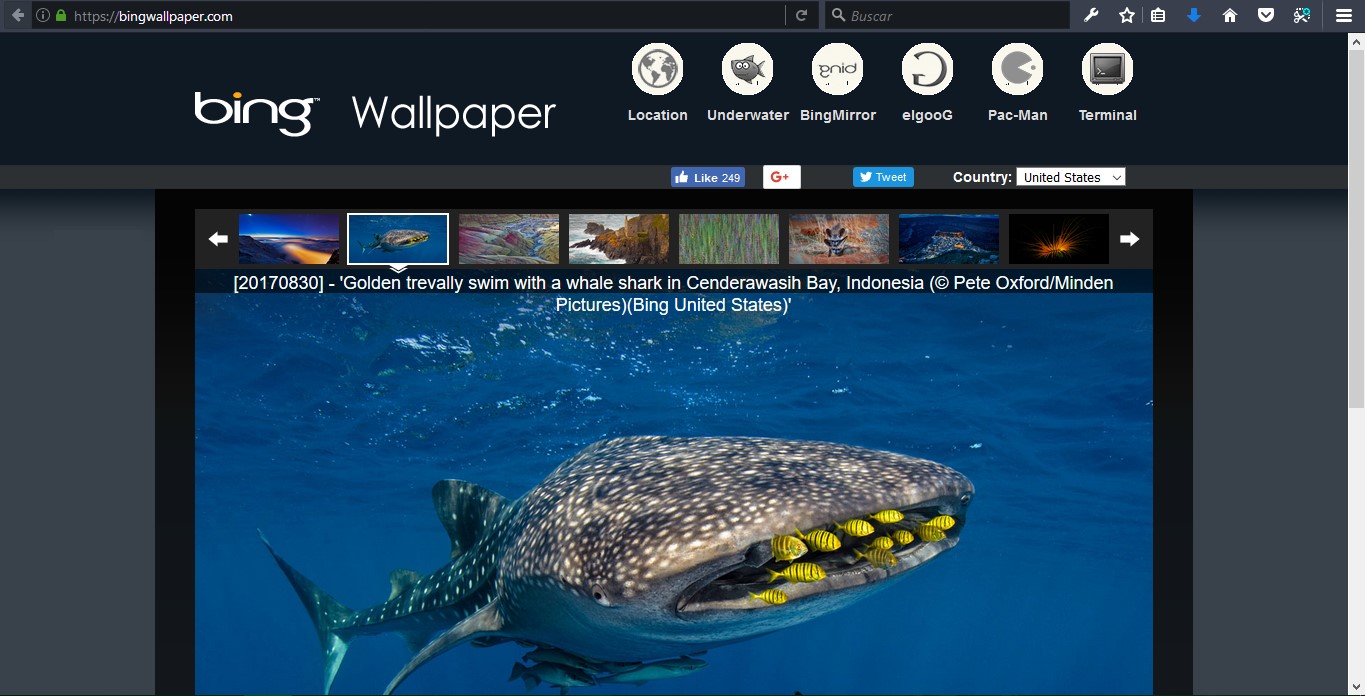 https://bingwallpaper.com
Buscar
bing™ Wallpaper
Location
Underwater
gnid
BingMirror
elgooG
Pac-Man
Terminal
Like 249
G+
Tweet
Country: United States
[20170830] - 'Golden trevally swim with a whale shark in Cenderawasih Bay, Indonesia (© Pete Oxford/Minden
Pictures)(Bing United States)'